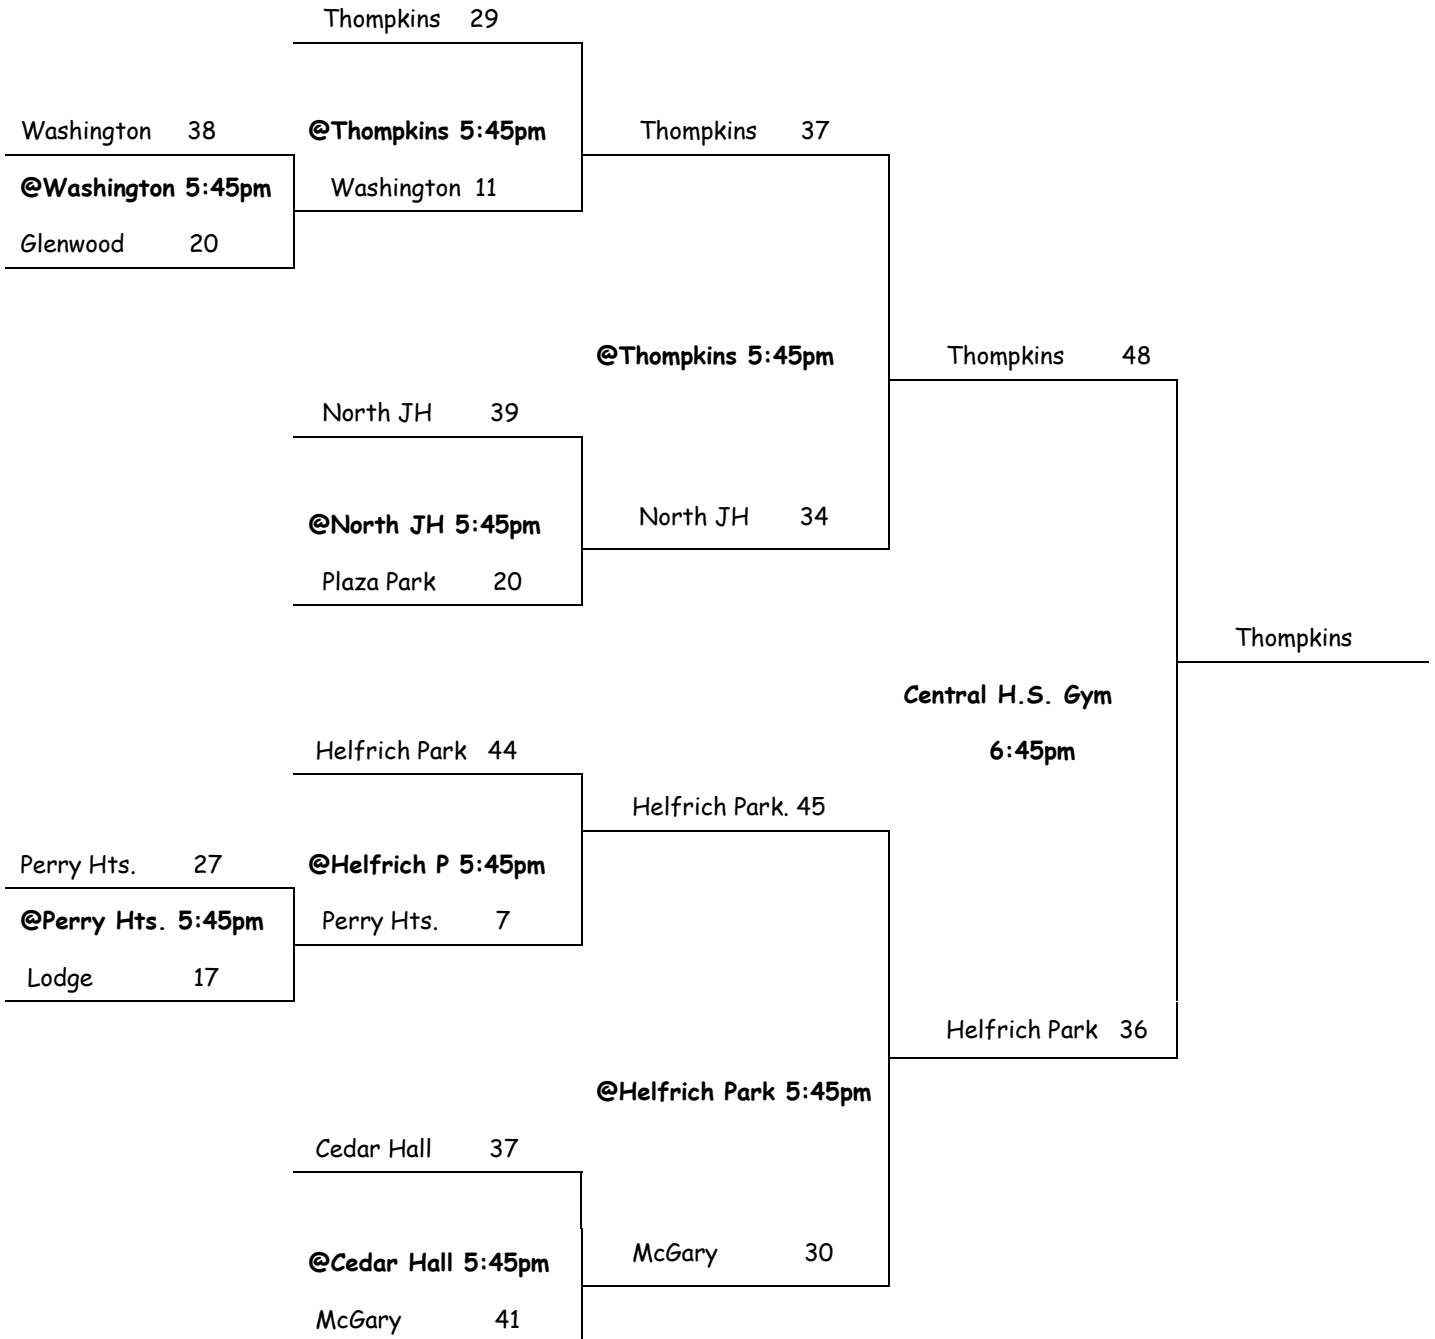 Thompkins 29
Washington 38
@Thompkins 5:45pm
Thompkins 37
@Washington 5:45pm
Washington 11
Glenwood 20
@Thompkins 5:45pm
Thompkins 48
North JH 39
@North JH 5:45pm
North JH 34
Plaza Park 20
Thompkins
Central H.S. Gym
6:45pm
Helfrich Park 44
Helfrich Park. 45
Perry Hts. 27
@Helfrich P 5:45pm
@Perry Hts. 5:45pm
Perry Hts. 7
Lodge 17
Helfrich Park 36
@Helfrich Park 5:45pm
Cedar Hall 37
@Cedar Hall 5:45pm
McGary 30
McGary 41